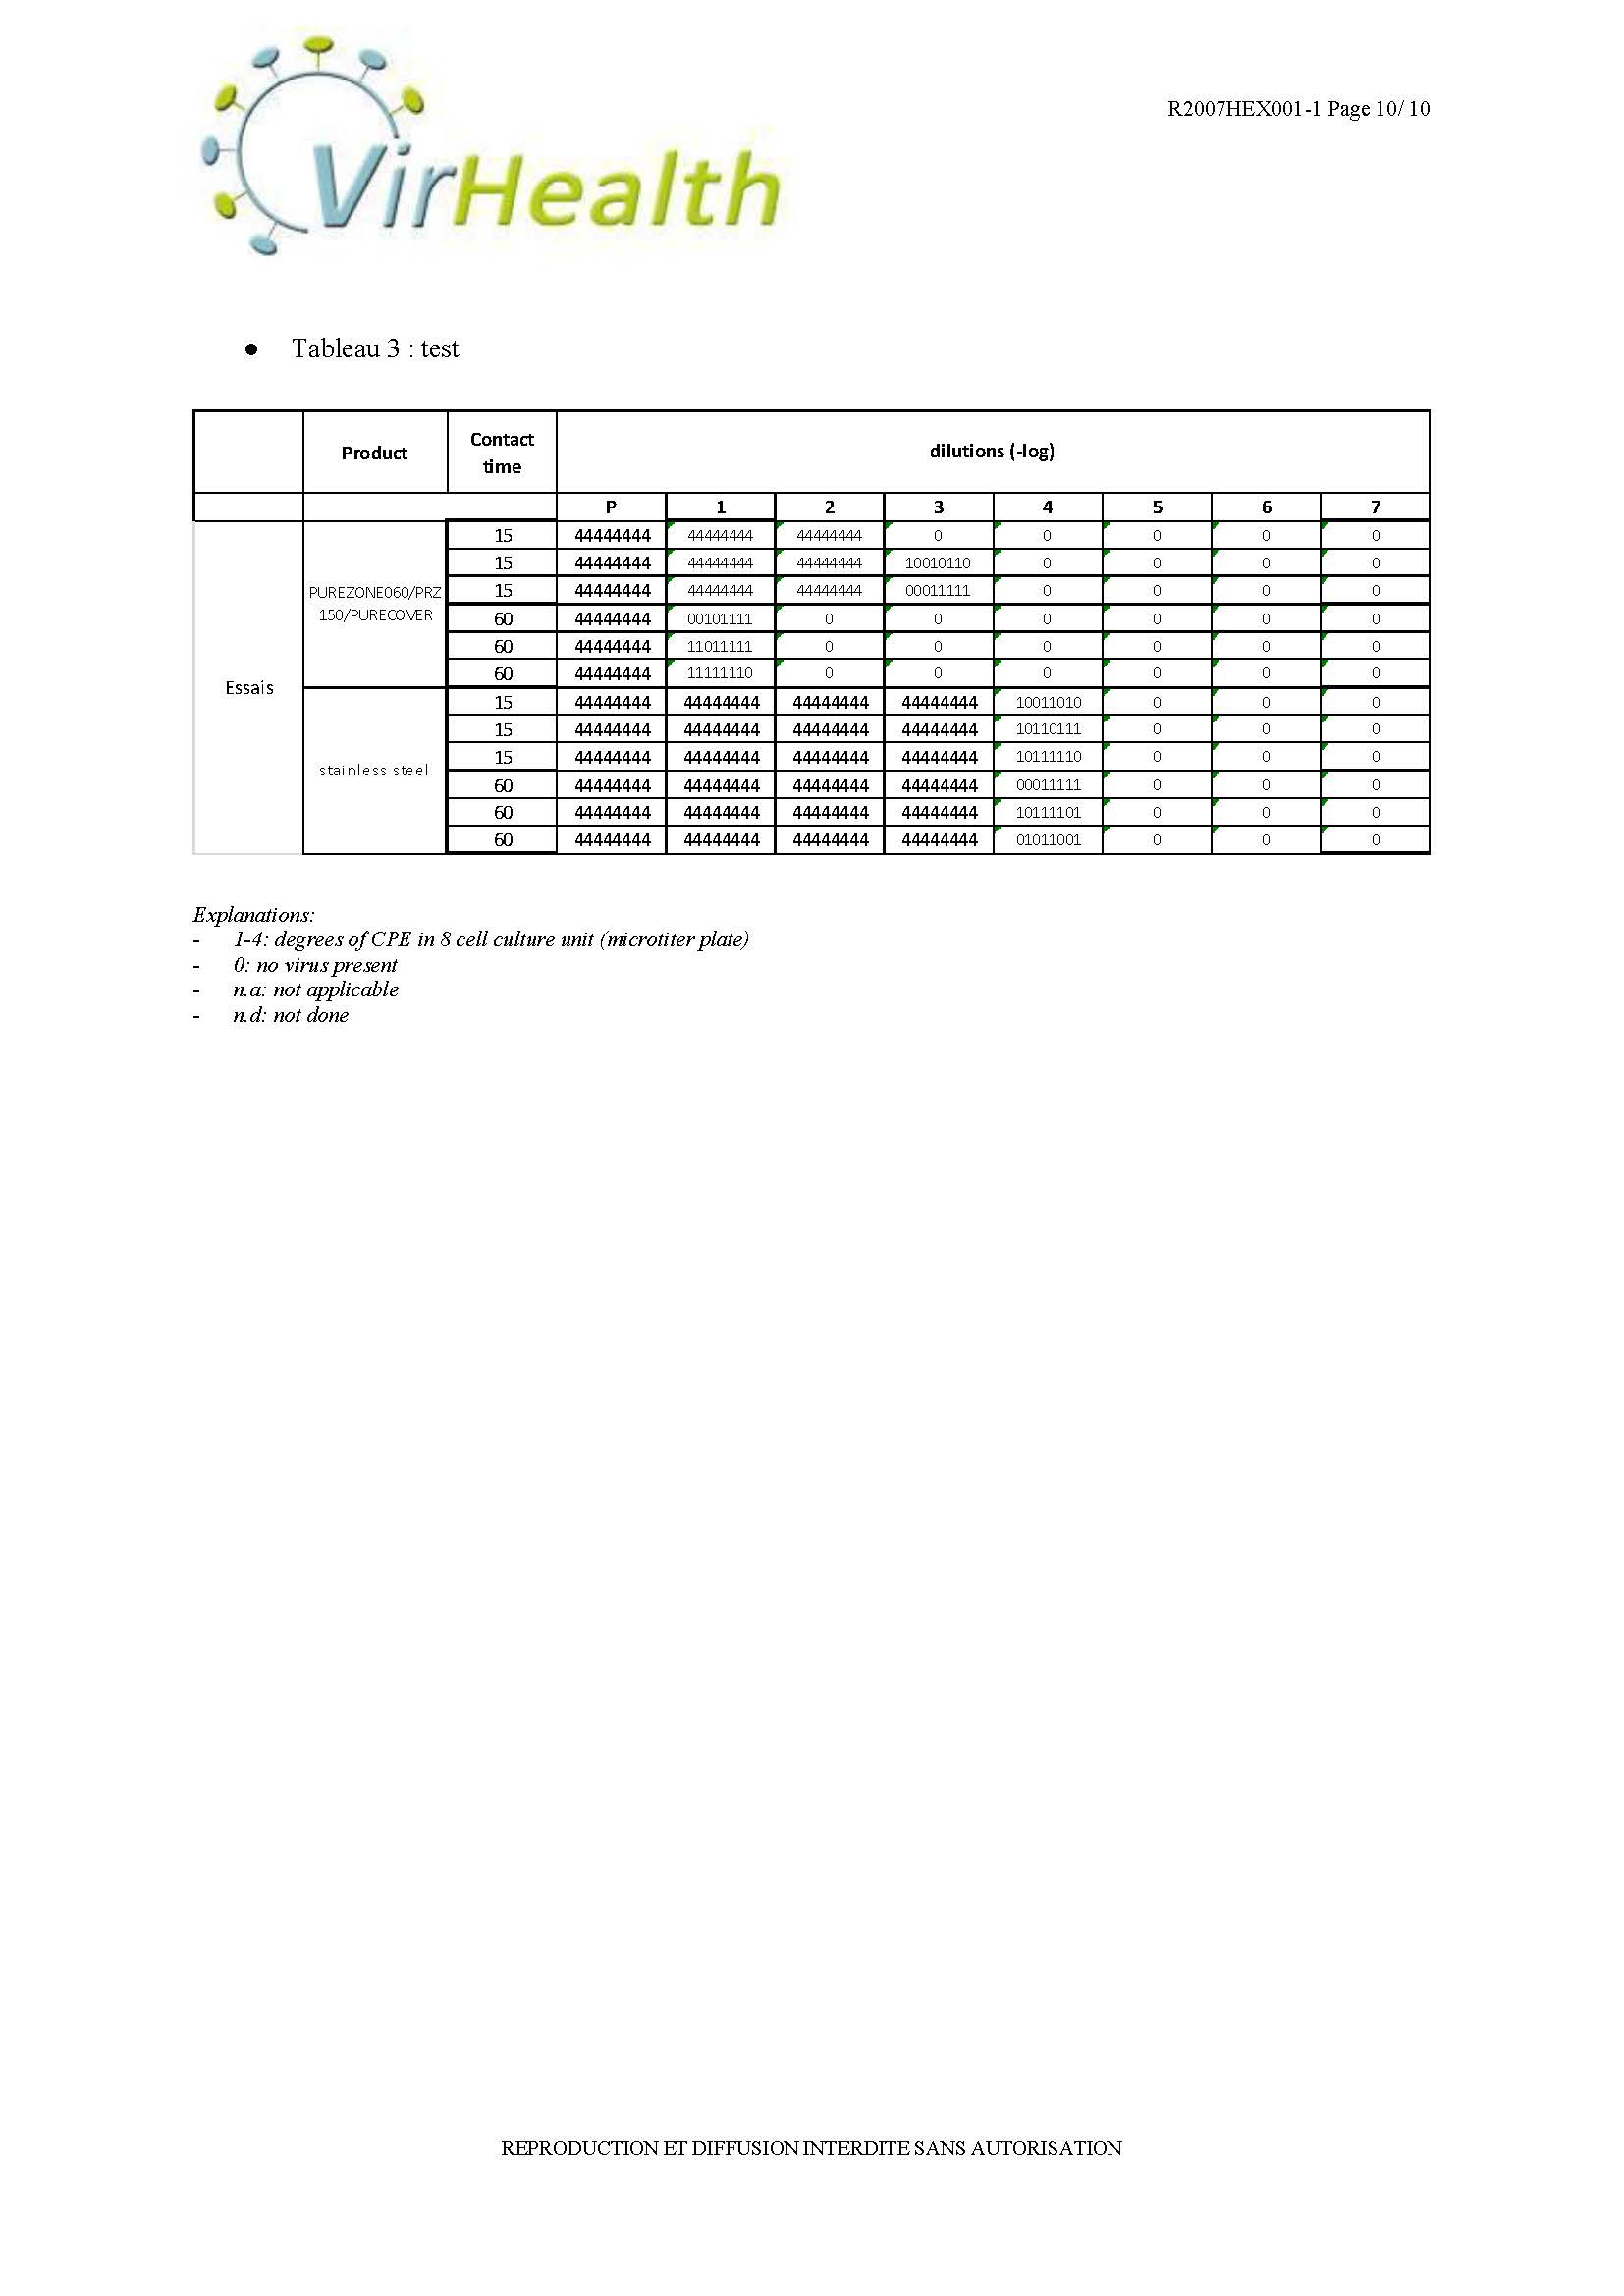 VirHealth
R2007HEX001-1 Page 10/ 10
● Tableau 3 : test
Product Contact time dilutions (-log)
P 1 2 3 4 5 6 7
Essais
PUREZONE060/PRZ
150/PURECOVER
15 44444444 44444444 44444444 0 0 0 0 0
15 44444444 44444444 44444444 10010110 0 0 0 0
15 44444444 44444444 44444444 00011111 0 0 0 0
60 44444444 00101111 0 0 0 0 0 0
60 44444444 11011111 0 0 0 0 0 0
60 44444444 11111110 0 0 0 0 0 0
stainless steel
15 44444444 44444444 44444444 44444444 10011010 0 0 0
15 44444444 44444444 44444444 44444444 10110111 0 0 0
15 44444444 44444444 44444444 44444444 10111110 0 0 0
60 44444444 44444444 44444444 44444444 00011111 0 0 0
60 44444444 44444444 44444444 44444444 10111101 0 0 0
60 44444444 44444444 44444444 44444444 01011001 0 0 0
Explanations:
- 1-4: degrees of CPE in 8 cell culture unit (microtiter plate)
- 0: no virus present
- n.a: not applicable
- n.d: not done
REPRODUCTION ET DIFFUSION INTERDITE SANS AUTORISATION